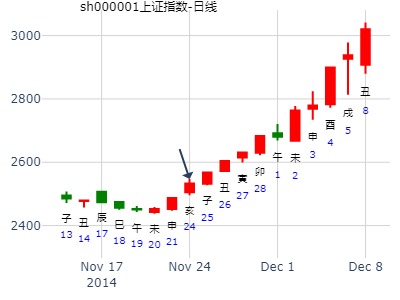 sh000001上证指数-日线
3000
2800
2600
2400
子 丑 辰 巳 午 未 申 亥 子 丑 寅 卯 午 未 申 酉 戌 丑
13 14 17 18 19 20 21 24 25 26 27 28 1 2 3 4 5 8
Nov 17 Nov 24 Dec 1 Dec 8
2014